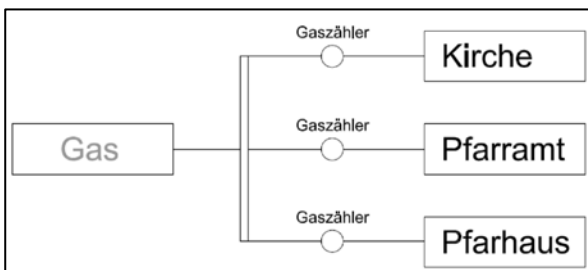 Gaszähler
Kirche
Gas
Gaszähler
Pfarramt
Gaszähler
Pfarhaus